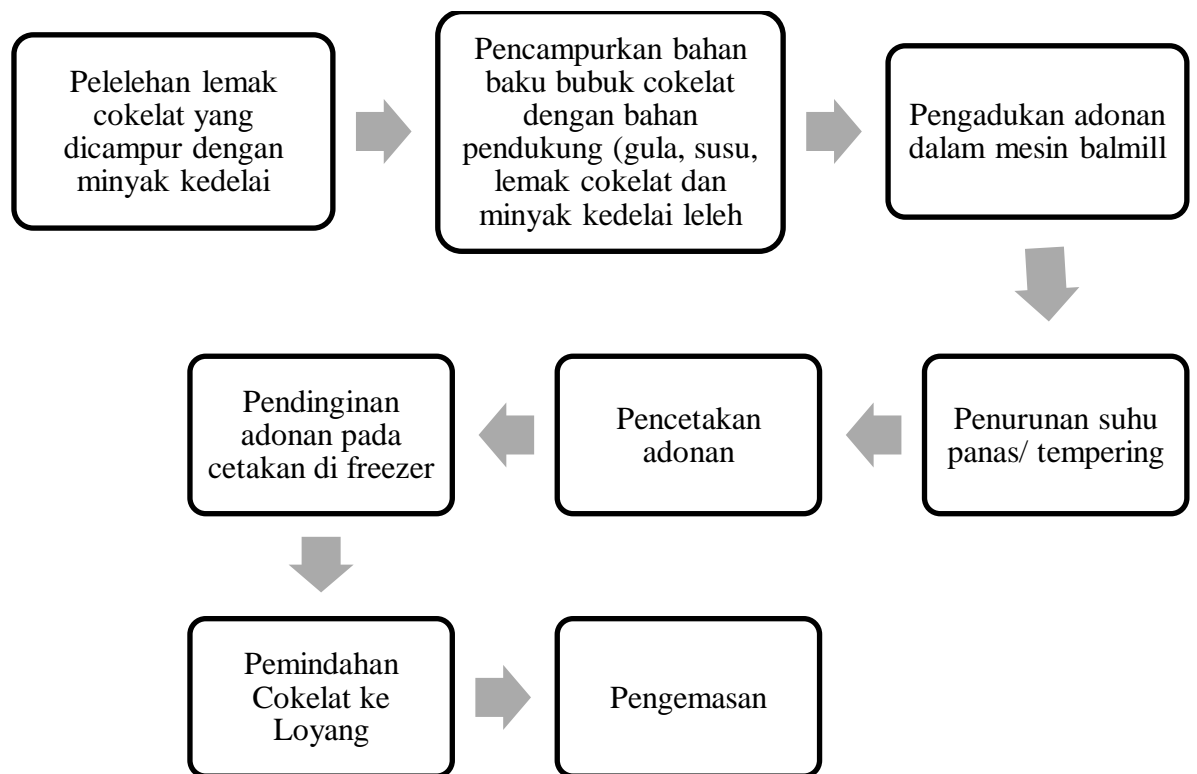 Pelelehan lemak
cokelat yang
dicampur dengan
minyak kedelai
Pencampurkan bahan
baku bubuk cokelat
dengan bahan
pendukung (gula, susu,
lemak cokelat dan
minyak kedelai leleh
Pengadukan adonan
dalam mesin balmill
Penurunan suhu
panas/ tempering
Pencetakan
adonan
Pendinginan
adonan pada
cetakan di freezer
Pemindahan
Cokelat ke
Loyang
Pengemasan